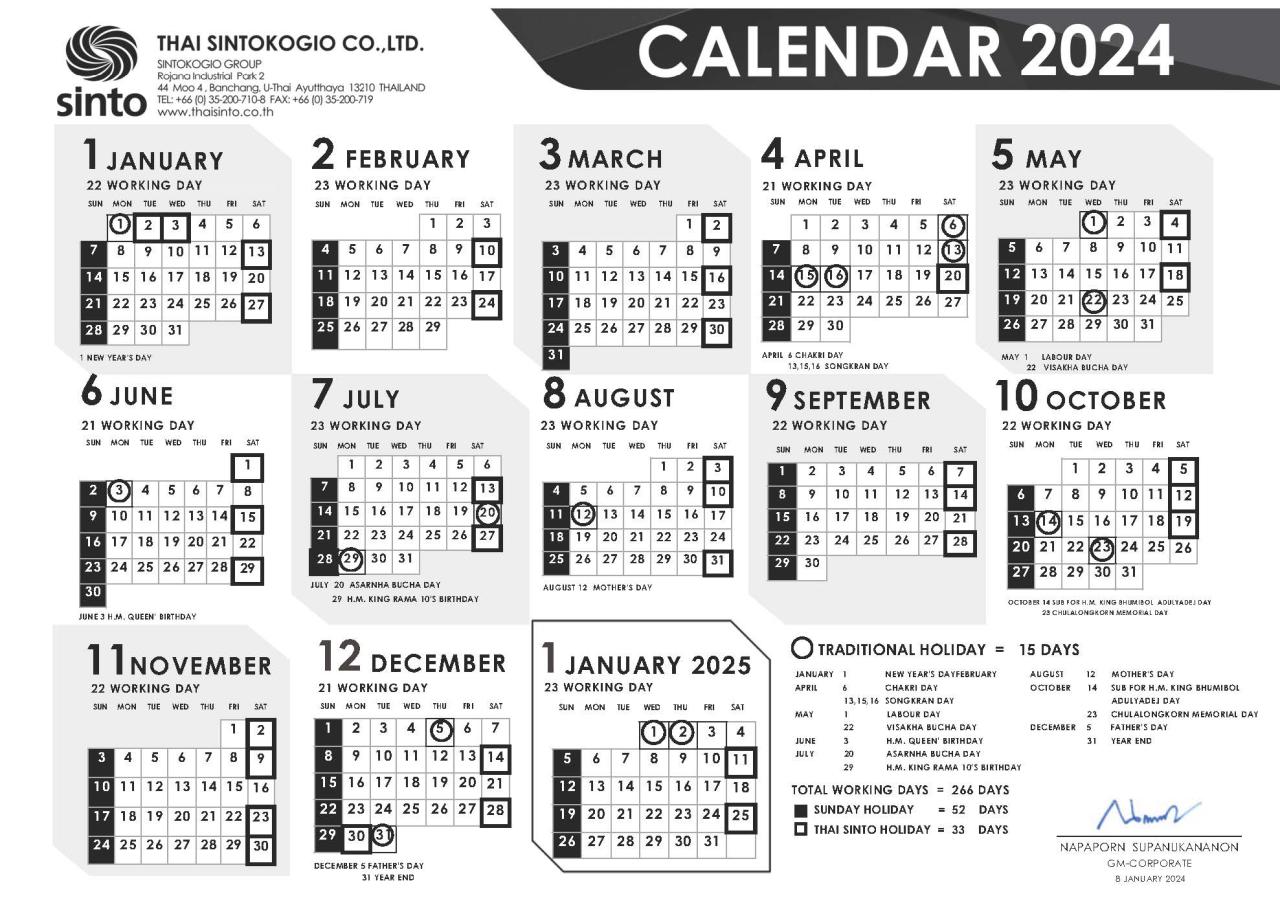 sinto
THAI SINTOKOGIO CO.,LTD.
SINTOKOGIO GROUP
Rojana Industrial Park 2
44 Moo 4 , Banchang, U-Thai Ayutthaya 13210 THAILAND
TEL: +66 (0) 35-200-710-8 FAX: +66 (0) 35-200-719
www.thaisinto.co.th
CALENDAR 2024
1 JANUARY
22 WORKING DAY
SUN MON TUE WED THU FRI SAT
1 2 3 4 5 6
7 8 9 10 11 12 13
14 15 16 17 18 19 20
21 22 23 24 25 26 27
28 29 30 31
1 NEW YEAR'S DAY
2 FEBRUARY
23 WORKING DAY
SUN MON TUE WED THU FRI SAT
1 2 3
4 5 6 7 8 9 10
11 12 13 14 15 16 17
18 19 20 21 22 23 24
25 26 27 28 29
3 MARCH
23 WORKING DAY
SUN MON TUE WED THU FRI SAT
1 2
3 4 5 6 7 8 9
10 11 12 13 14 15 16
17 18 19 20 21 22 23
24 25 26 27 28 29 30
31
4 APRIL
21 WORKING DAY
SUN MON TUE WED THU FRI SAT
1 2 3 4 5 6
7 8 9 10 11 12 13
14 15 16 17 18 19 20
21 22 23 24 25 26 27
28 29 30
APRIL 6 CHAKRI DAY
13,15,16 SONGKRAN DAY
5 MAY
23 WORKING DAY
SUN MON TUE WED THU FRI SAT
1 2 3 4
5 6 7 8 9 10 11
12 13 14 15 16 17 18
19 20 21 22 23 24 25
26 27 28 29 30 31
MAY 1 LABOUR DAY
22 VISAKHA BUCHA DAY
6 JUNE
21 WORKING DAY
SUN MON TUE WED THU FRI SAT
1
2 3 4 5 6 7 8
9 10 11 12 13 14 15
16 17 18 19 20 21 22
23 24 25 26 27 28 29
30
JUNE 3 H.M. QUEEN' BIRTHDAY
7 JULY
23 WORKING DAY
SUN MON TUE WED THU FRI SAT
1 2 3 4 5 6
7 8 9 10 11 12 13
14 15 16 17 18 19 20
21 22 23 24 25 26 27
28 29 30 31
JULY 20 ASARNHA BUCHA DAY
29 H.M. KING RAMA 10'S BIRTHDAY
8 AUGUST
23 WORKING DAY
SUN MON TUE WED THU FRI SAT
1 2 3
4 5 6 7 8 9 10
11 12 13 14 15 16 17
18 19 20 21 22 23 24
25 26 27 28 29 30 31
AUGUST 12 MOTHER'S DAY
9 SEPTEMBER
22 WORKING DAY
SUN MON TUE WED THU FRI SAT
1 2 3 4 5 6 7
8 9 10 11 12 13 14
15 16 17 18 19 20 21
22 23 24 25 26 27 28
29 30
10 OCTOBER
22 WORKING DAY
SUN MON TUE WED THU FRI SAT
1 2 3 4 5
6 7 8 9 10 11 12
13 14 15 16 17 18 19
20 21 22 23 24 25 26
27 28 29 30 31
OCTOBER 14 SUB FOR H.M. KING BHUMIBOL ADULYADEJ DAY
23 CHULALONGKORN MEMORIAL DAY
11 NOVEMBER
22 WORKING DAY
SUN MON TUE WED THU FRI SAT
1 2
3 4 5 6 7 8 9
10 11 12 13 14 15 16
17 18 19 20 21 22 23
24 25 26 27 28 29 30
12 DECEMBER
21 WORKING DAY
SUN MON TUE WED THU FRI SAT
1 2 3 4 5 6 7
8 9 10 11 12 13 14
15 16 17 18 19 20 21
22 23 24 25 26 27 28
29 30 31
DECEMBER 5 FATHER'S DAY
31 YEAR END
1 JANUARY 2025
23 WORKING DAY
SUN MON TUE WED THU FRI SAT
1 2 3 4
5 6 7 8 9 10 11
12 13 14 15 16 17 18
19 20 21 22 23 24 25
26 27 28 29 30 31
TRADITIONAL HOLIDAY = 15 DAYS
JANUARY 1 NEW YEAR'S DAYFEBRUARY
APRIL 6 CHAKRI DAY
13,15,16 SONGKRAN DAY
MAY 1 LABOUR DAY
22 VISAKHA BUCHA DAY
JUNE 3 H.M. QUEEN' BIRTHDAY
JULY 20 ASARNHA BUCHA DAY
29 H.M. KING RAMA 10'S BIRTHDAY
AUGUST 12 MOTHER'S DAY
OCTOBER 14 SUB FOR H.M. KING BHUMIBOL
ADULYADEJ DAY
23 CHULALONGKORN MEMORIAL DAY
DECEMBER 5 FATHER'S DAY
31 YEAR END
TOTAL WORKING DAYS = 266 DAYS
SUNDAY HOLIDAY = 52 DAYS
THAI SINTO HOLIDAY = 33 DAYS
NAPAPORN SUPANUKANANON
GM-CORPORATE
8 JANUARY 2024